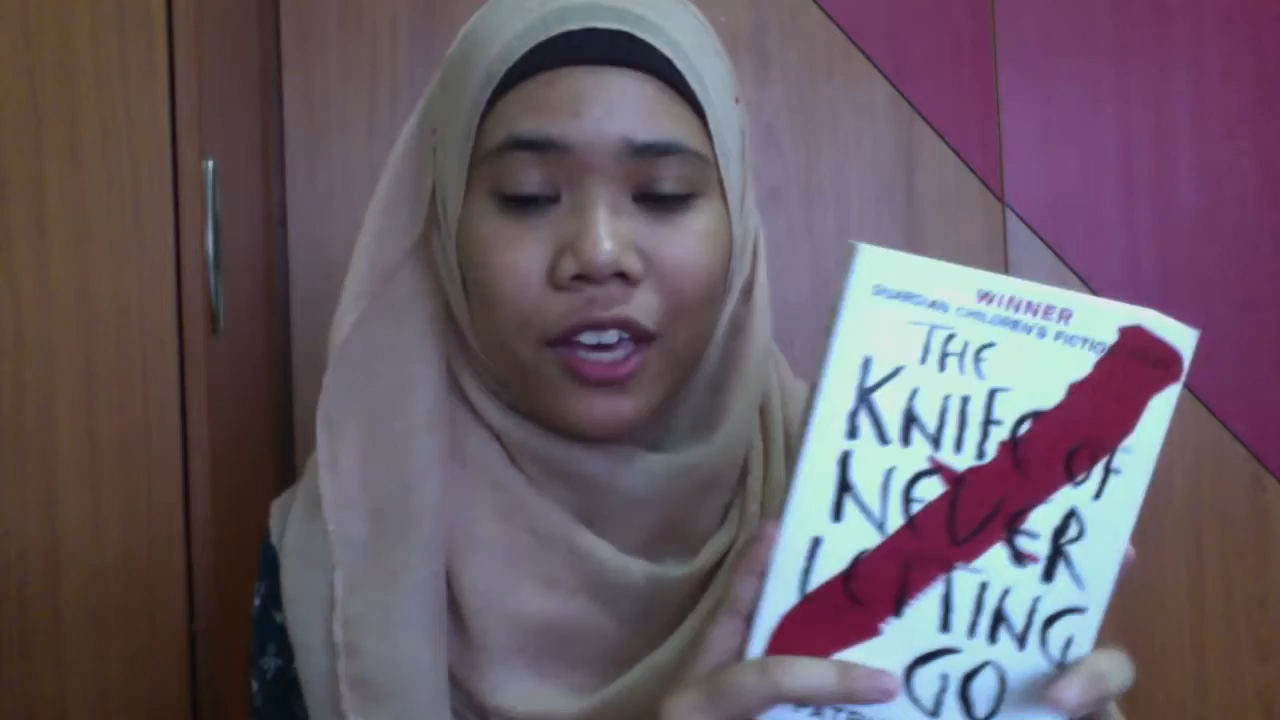 WINNER
GUARDIAN CHILDREN'S FICTION
THE
KNIFE OF
NEVER
LETTING
GO